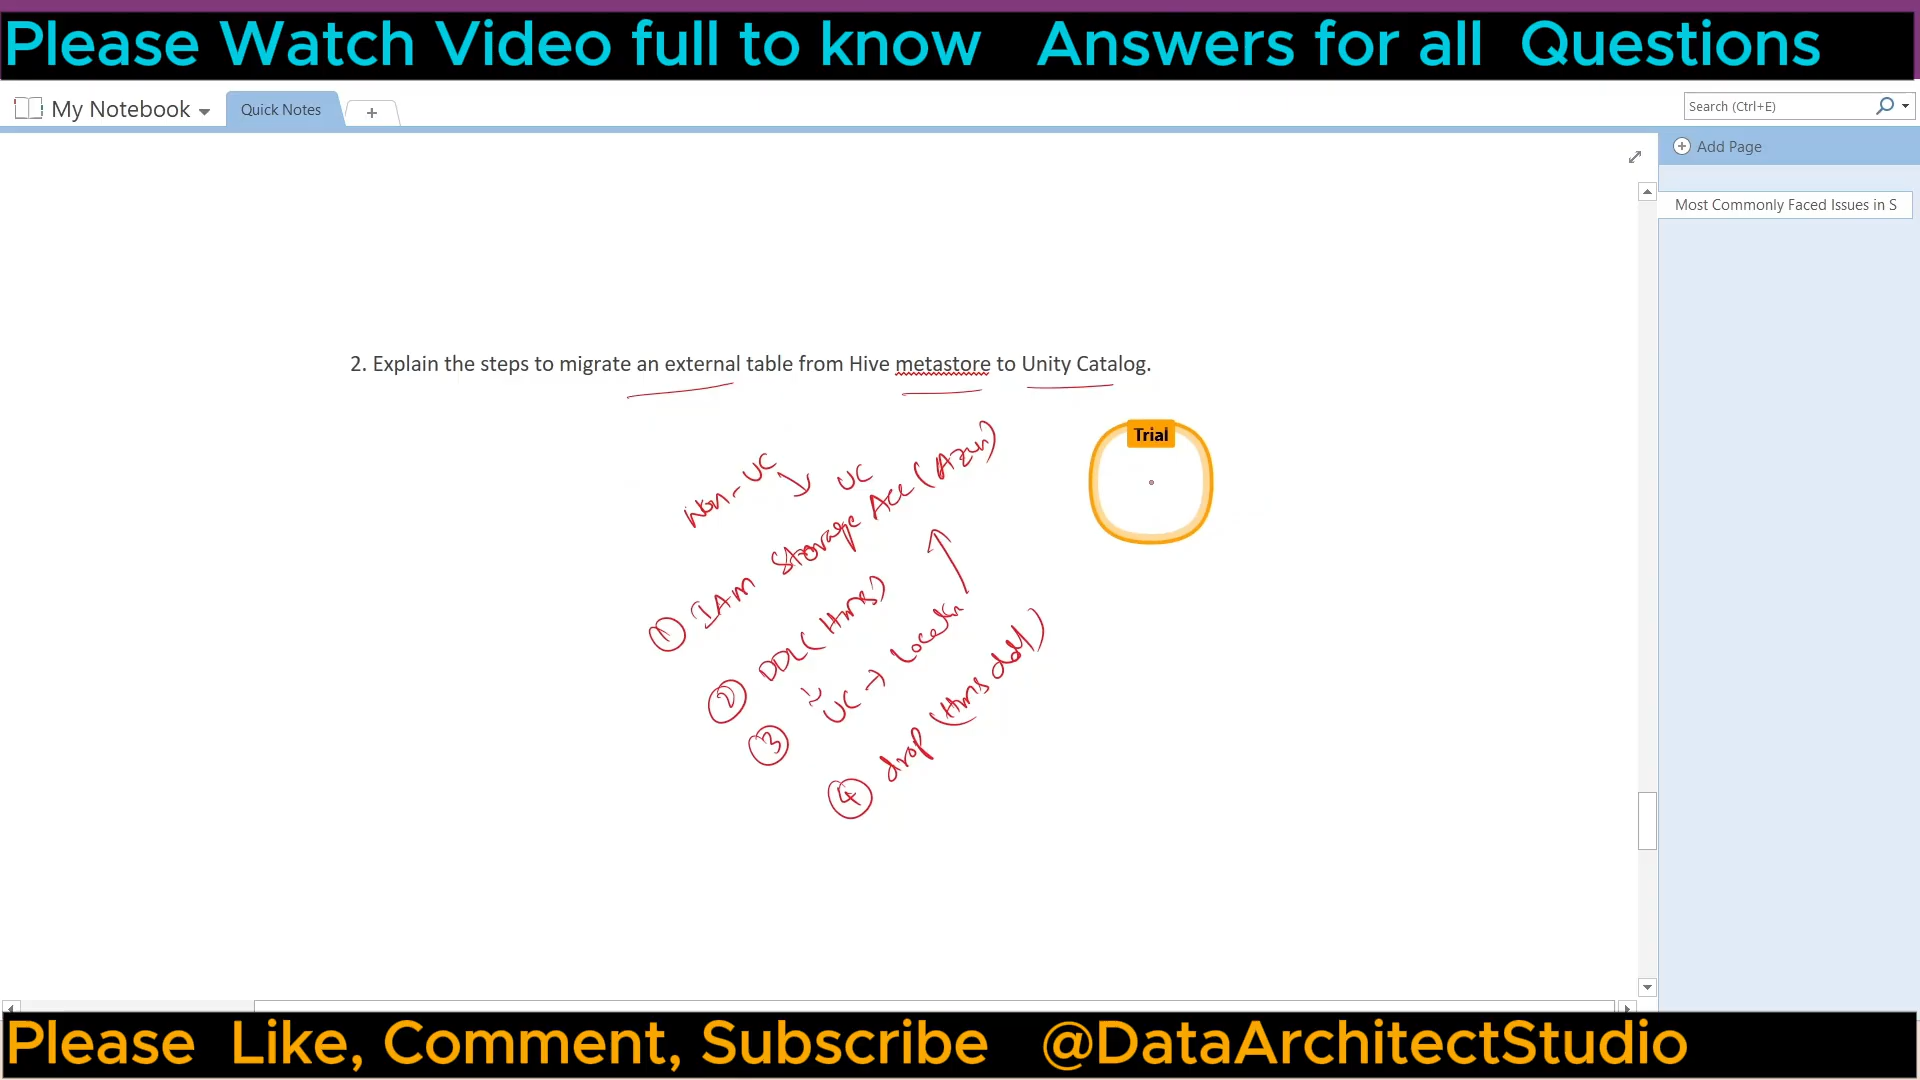 Please Watch Video full to know Answers for all Questions
My Notebook
Quick Notes
+
Search (Ctrl+E)
Add Page
Most Commonly Faced Issues in S
2. Explain the steps to migrate an external table from Hive metastore to Unity Catalog.
Trial
Non-UC UC
① IAM Storage Acc (Azur)
② DDL (Hms)
③ UC → Locatn
④ drop (Hms ddl)
Please Like, Comment, Subscribe @DataArchitectStudio